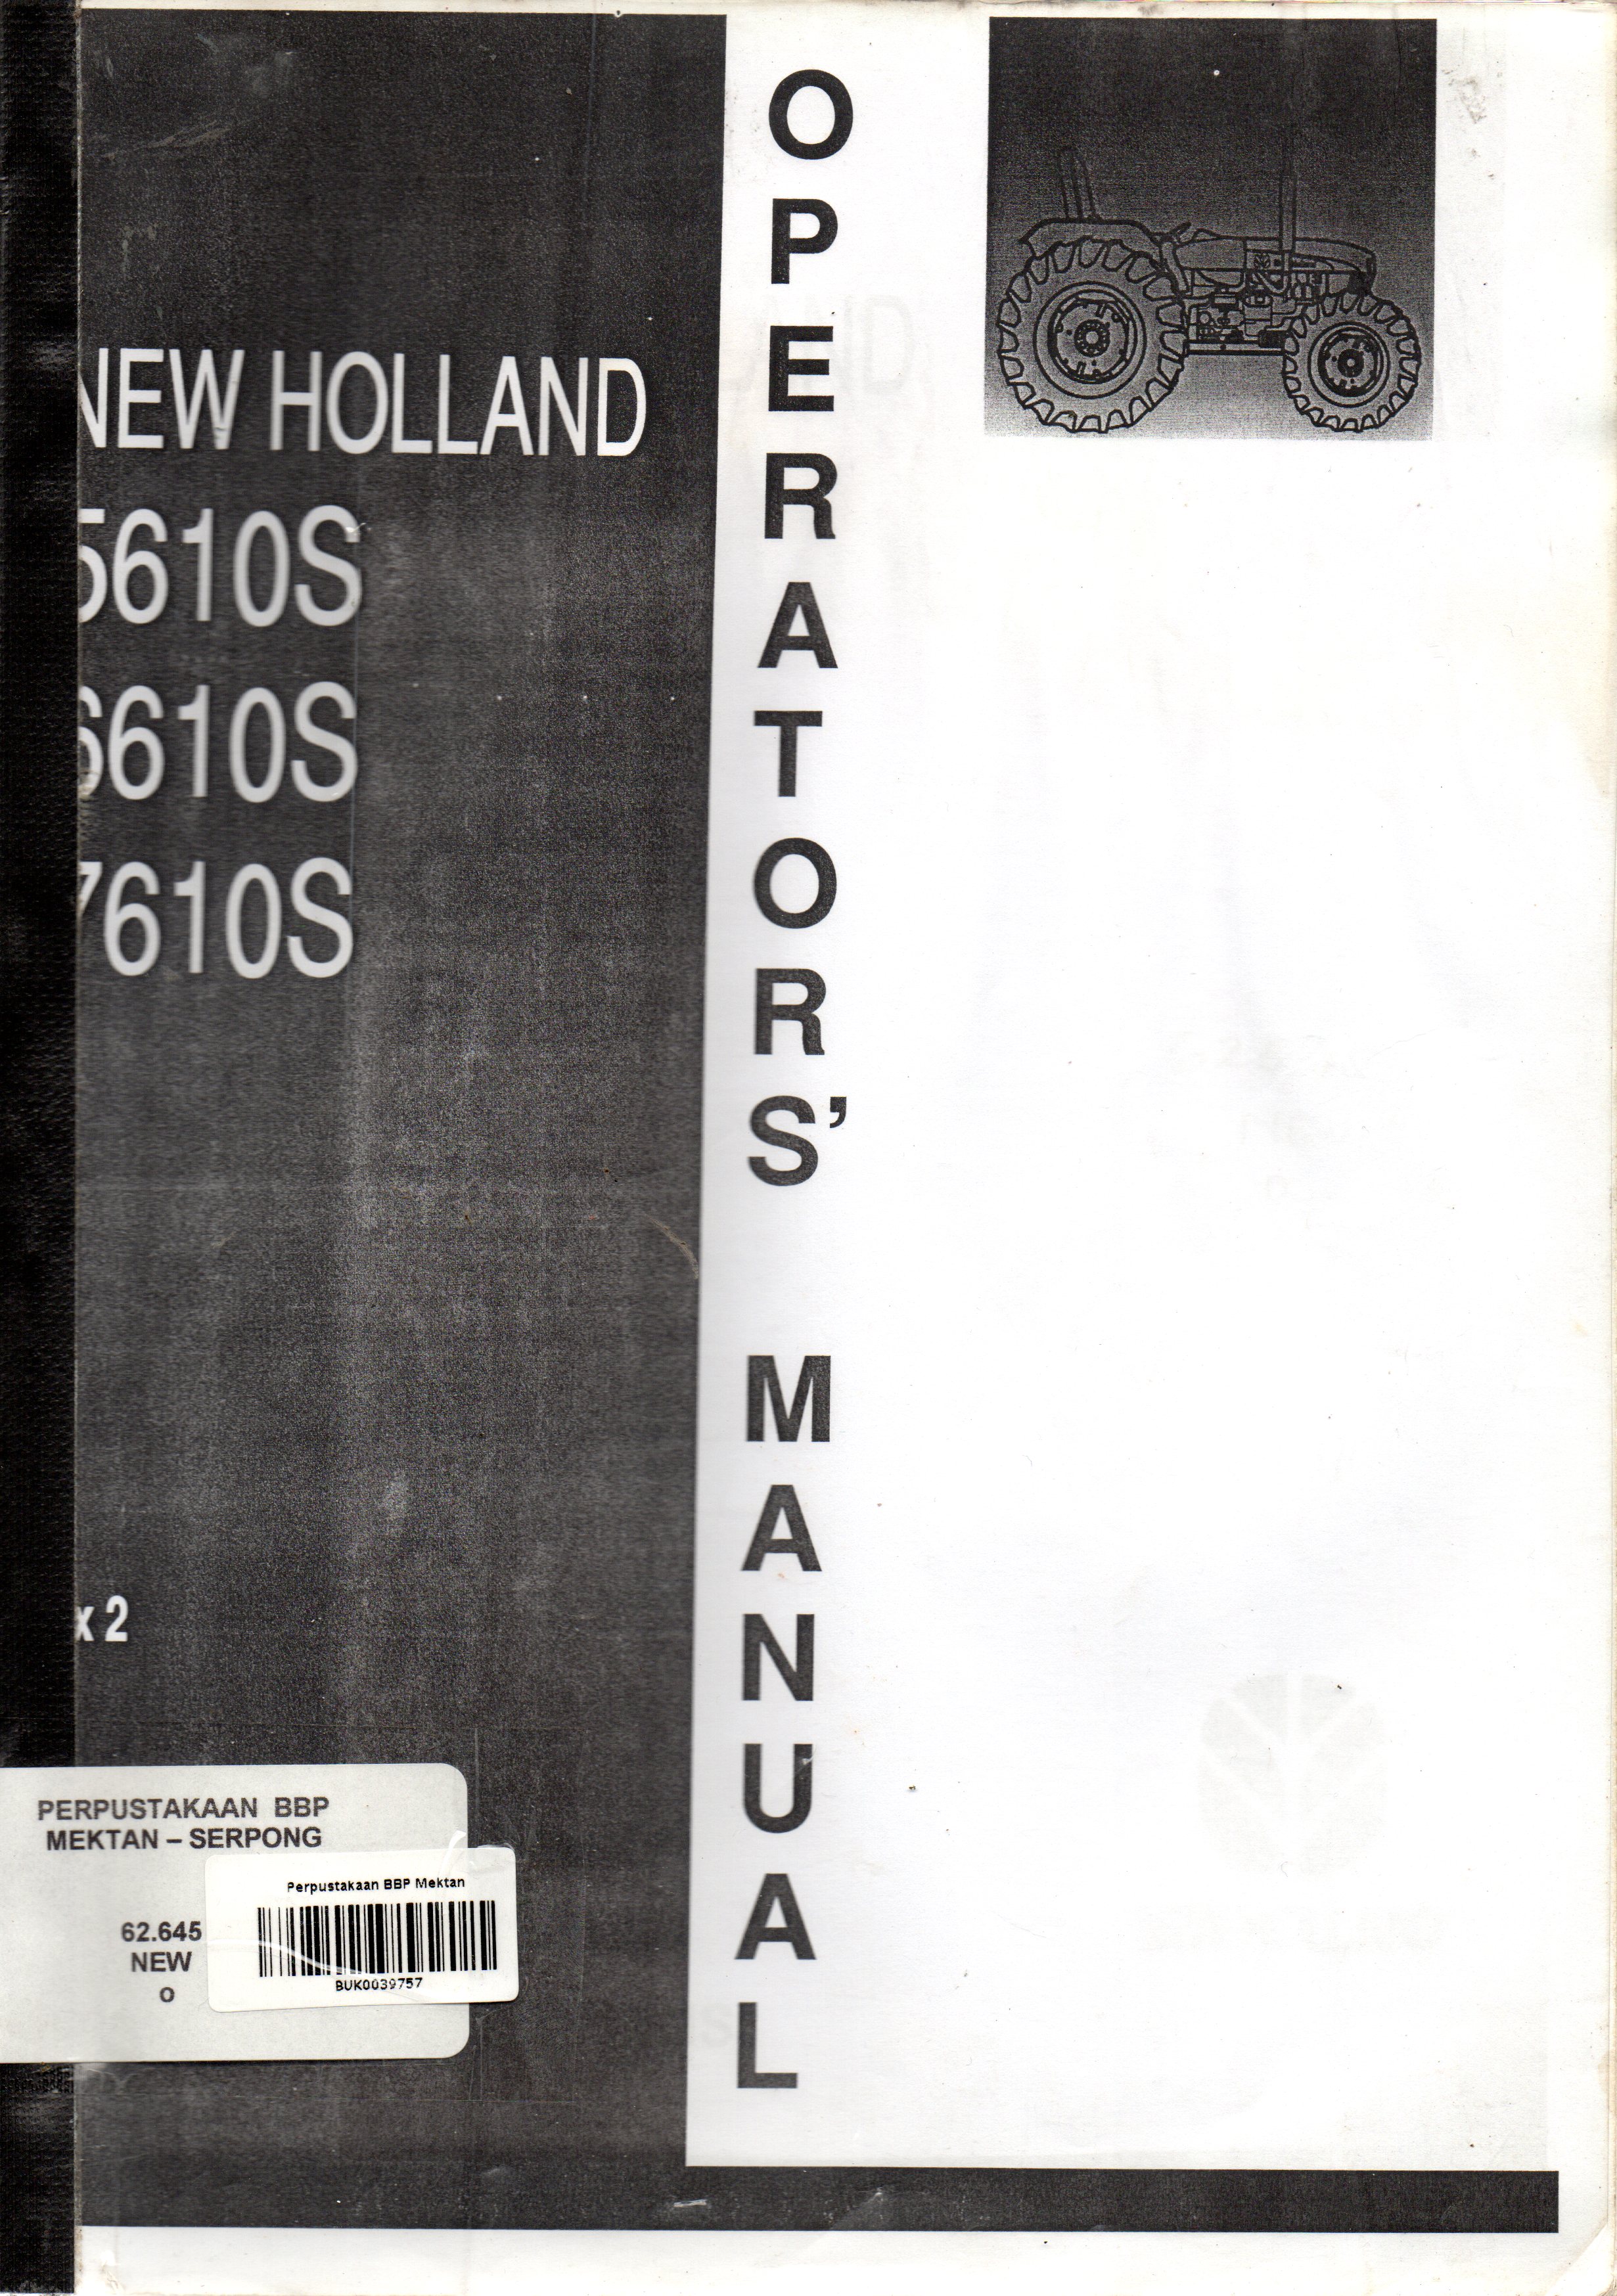 NEW HOLLAND
5610S
6610S
7610S
x 2
OPERATORS' MANUAL
PERPUSTAKAAN BBP
MEKTAN – SERPONG
62.645
NEW
o
Perpustakaan BBP Mektan
BUK0039757